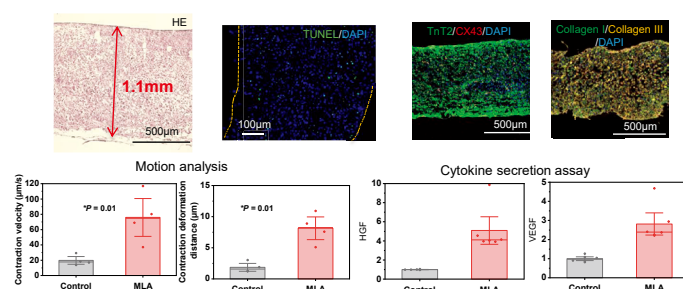 HE
1.1mm
500μm
TUNEL/DAPI
100μm
TnT2/CX43/DAPI
500μm
Collagen I/Collagen III
/DAPI
500μm
Motion analysis
Cytokine secretion assay
Contraction velocity (μm/s)
120
100
80
60
40
20
0
*P = 0.01
Control
MLA
Contraction deformation
distance (μm)
15
10
5
0
*P = 0.01
Control
MLA
HGF
10
8
6
4
2
0
Control
MLA
VEGF
5
4
3
2
1
0
Control
MLA